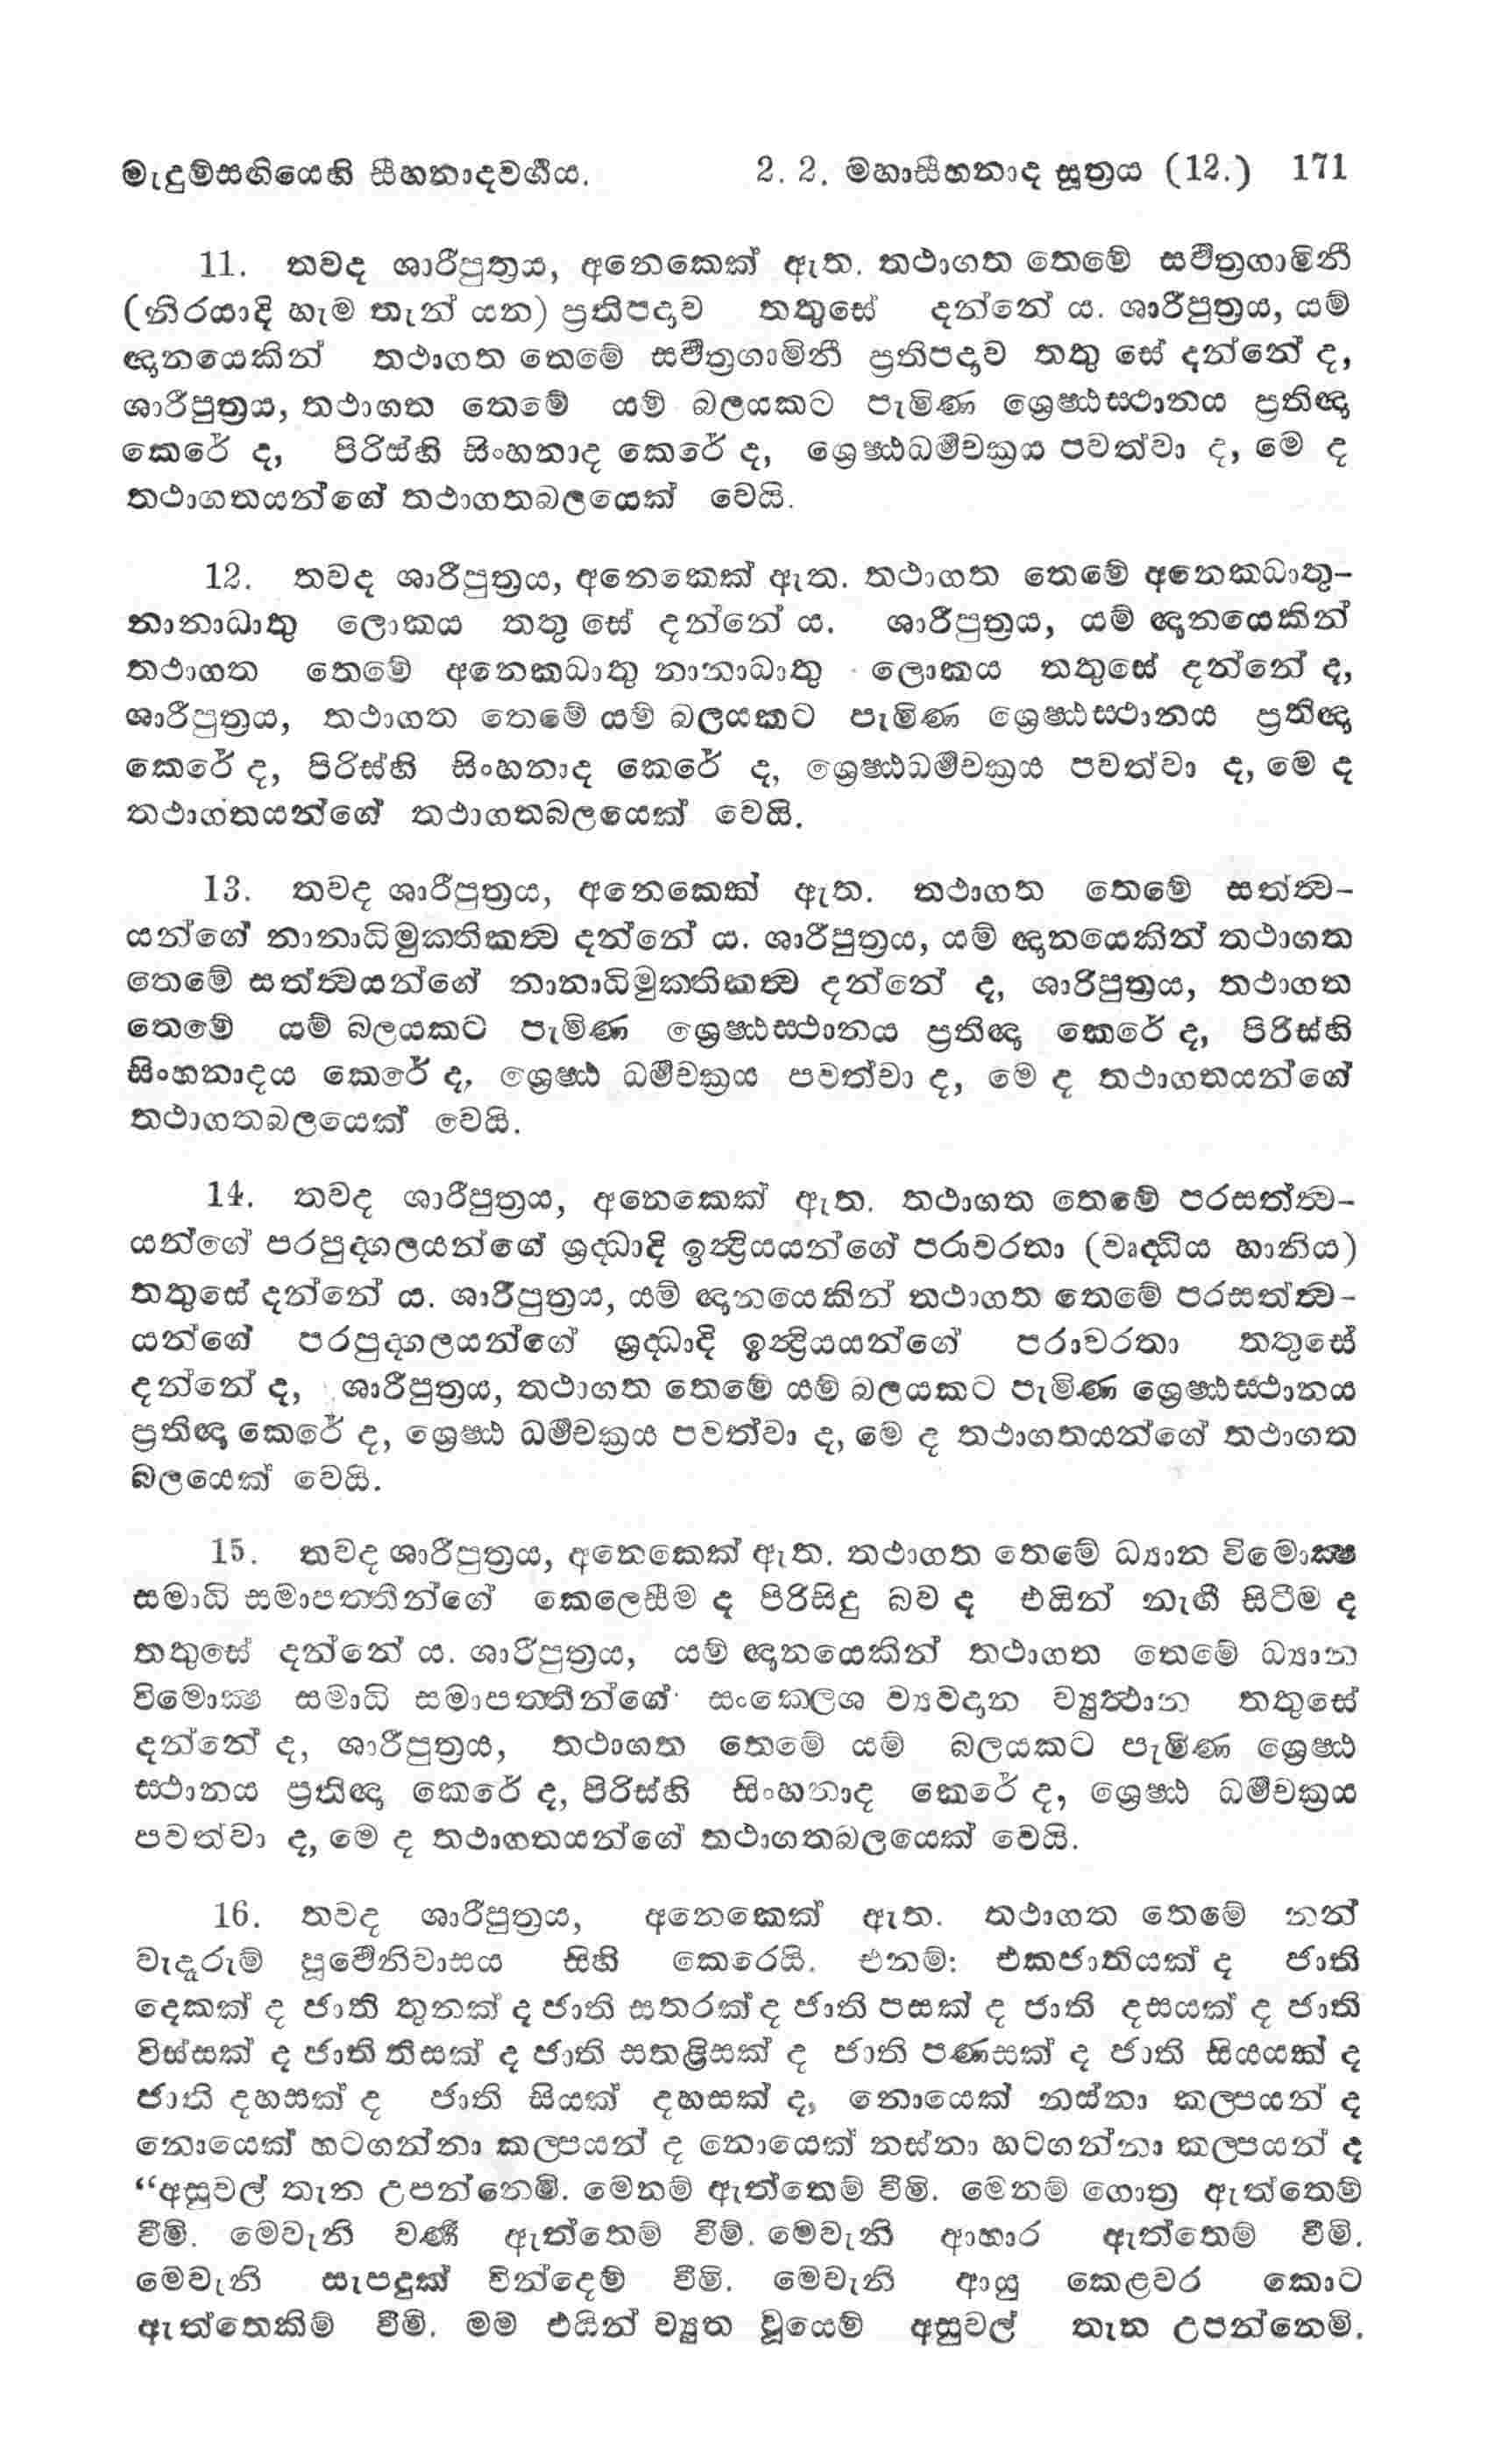 මැදුම්සඟියෙහි සීහනාදවර්‍ගය. 2. 2. මහාසීහනාද සූත්‍රය (12.) 171
11. තවද ශාරීපුත්‍රය, අනෙකෙක් ඇත. තථාගත තෙමේ සර්‍වත්‍රගාමිනී
(නිරයාදි හැම තැන් යන) ප්‍රතිපදාව තතුසේ දන්නේ ය. ශාරීපුත්‍රය, යම්
ඤානයෙකින් තථාගත තෙමේ සර්‍වත්‍රගාමිනී ප්‍රතිපදාව තතු සේ දන්නේ ද,
ශාරීපුත්‍රය, තථාගත තෙමේ යම් බලයකට පැමිණ ශ්‍රෙෂ්ඨස්ථානය ප්‍රතිඥා
කෙරේ ද, පිරිස්හි සිංහනාද කෙරේ ද, ශ්‍රෙෂ්ඨධර්‍මචක්‍රය පවත්වා ද, මෙ ද
තථාගතයන්ගේ තථාගතබලයෙක් වෙයි.
12. තවද ශාරීපුත්‍රය, අනෙකෙක් ඇත. තථාගත තෙමේ අනෙකධාතු-
නානාධාතු ලොකය තතු සේ දන්නේ ය. ශාරීපුත්‍රය, යම් ඤානයෙකින්
තථාගත තෙමේ අනෙකධාතු නානාධාතු ලොකය තතුසේ දන්නේ ද,
ශාරීපුත්‍රය, තථාගත තෙමේ යම් බලයකට පැමිණ ශ්‍රෙෂ්ඨස්ථානය ප්‍රතිඥා
කෙරේ ද, පිරිස්හි සිංහනාද කෙරේ ද, ශ්‍රෙෂ්ඨධර්‍මචක්‍රය පවත්වා ද, මෙ ද
තථාගතයන්ගේ තථාගතබලයෙක් වෙයි.
13. තවද ශාරීපුත්‍රය, අනෙකෙක් ඇත. තථාගත තෙමේ සත්ත්‍ව-
යන්ගේ නානාධිමුක්තිකත්‍ව දන්නේ ය. ශාරීපුත්‍රය, යම් ඤානයෙකින් තථාගත
තෙමේ සත්ත්‍වයන්ගේ නානාධිමුක්තිකත්‍ව දන්නේ ද, ශාරිපුත්‍රය, තථාගත
තෙමේ යම් බලයකට පැමිණ ශ්‍රෙෂ්ඨස්ථානය ප්‍රතිඥා කෙරේ ද, පිරිස්හි
සිංහනාදය කෙරේ ද, ශ්‍රෙෂ්ඨ ධර්‍මචක්‍රය පවත්වා ද, මෙ ද තථාගතයන්ගේ
තථාගතබලයෙක් වෙයි.
14. තවද ශාරීපුත්‍රය, අනෙකෙක් ඇත. තථාගත තෙමේ පරසත්ත්‍ව-
යන්ගේ පරපුද්ගලයන්ගේ ශ්‍රද්ධාදි ඉන්ද්‍රියයන්ගේ පරාවරතා (වෘද්ධිය හානිය)
තතුසේ දන්නේ ය. ශාරීපුත්‍රය, යම් ඤානයෙකින් තථාගත තෙමේ පරසත්ත්‍ව-
යන්ගේ පරපුද්ගලයන්ගේ ශ්‍රද්ධාදි ඉන්ද්‍රියයන්ගේ පරාවරතා තතුසේ
දන්නේ ද, ශාරීපුත්‍රය, තථාගත තෙමේ යම් බලයකට පැමිණ ශ්‍රෙෂ්ඨස්ථානය
ප්‍රතිඥා කෙරේ ද, ශ්‍රෙෂ්ඨ ධර්‍මචක්‍රය පවත්වා ද, මෙ ද තථාගතයන්ගේ තථාගත
බලයෙක් වෙයි.
15. තවද ශාරීපුත්‍රය, අනෙකෙක් ඇත. තථාගත තෙමේ ධ්‍යාන විමොක්‍ෂ
සමාධි සමාපත්තීන්ගේ කෙලෙසීම ද පිරිසිදු බව ද එයින් නැඟී සිටීම ද
තතුසේ දන්නේ ය. ශාරීපුත්‍රය, යම් ඤානයෙකින් තථාගත තෙමේ ධ්‍යාන
විමොක්‍ෂ සමාධි සමාපත්තීන්ගේ සංකෙලශ ව්‍යවදාන ව්‍යුත්ථාන තතුසේ
දන්නේ ද, ශාරීපුත්‍රය, තථාගත තෙමේ යම් බලයකට පැමිණ ශ්‍රෙෂ්ඨ
ස්ථානය ප්‍රතිඥා කෙරේ ද, පිරිස්හි සිංහනාද කෙරේ ද, ශ්‍රෙෂ්ඨ ධර්‍මචක්‍රය
පවත්වා ද, මෙ ද තථාගතයන්ගේ තථාගතබලයෙක් වෙයි.
16. තවද ශාරීපුත්‍රය, අනෙකෙක් ඇත. තථාගත තෙමේ නන්
වැදෑරුම් පූර්‍වෙනිවාසය සිහි කෙරෙයි. එනම්: එකජාතියක් ද ජාති
දෙකක් ද ජාති තුනක් ද ජාති සතරක් ද ජාති පසක් ද ජාති දසයක් ද ජාති
විස්සක් ද ජාති තිසක් ද ජාති සතළිසක් ද ජාති පණසක් ද ජාති සියයක් ද
ජාති දහසක් ද ජාති සියක් දහසක් ද, නොයෙක් නස්නා කල්පයන් ද
නොයෙක් හටගන්නා කල්පයන් ද නොයෙක් නස්නා හටගන්නා කල්පයන් ද
“අසුවල් තැන උපන්නෙමි. මෙනම් ඇත්තෙම් වීමි. මෙනම් ගොත්‍ර ඇත්තෙම්
වීමි. මෙවැනි වර්‍ණ ඇත්තෙම් වීමි. මෙවැනි ආහාර ඇත්තෙම් වීමි.
මෙවැනි සැපදුක් වින්දෙම් වීමි. මෙවැනි ආයු කෙළවර කොට
ඇත්තෙකිම් වීමි. මම එයින් ව්‍යුත වූයෙම් අසුවල් තැන උපන්නෙමි.